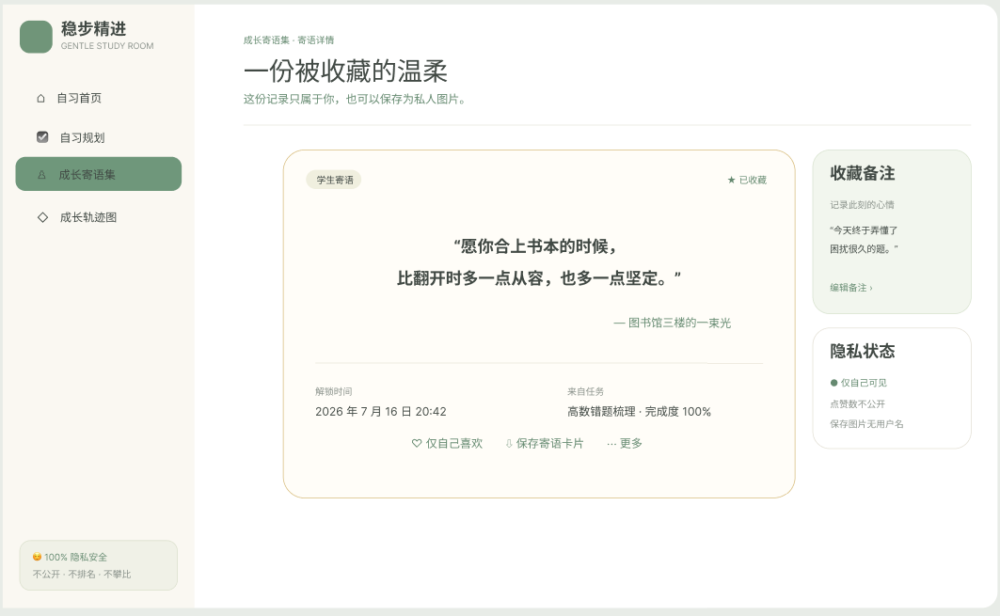 稳步精进
GENTLE STUDY ROOM
自习首页
自习规划
成长寄语集
成长轨迹图
100% 隐私安全
不公开 · 不排名 · 不攀比
成长寄语集 · 寄语详情
一份被收藏的温柔
这份记录只属于你，也可以保存为私人图片。
学生寄语
★ 已收藏
“愿你合上书本的时候，
比翻开时多一点从容，也多一点坚定。”
— 图书馆三楼的一束光
解锁时间
来自任务
2026 年 7 月 16 日 20:42
高数错题梳理 · 完成度 100%
♡ 仅自己喜欢
⇩ 保存寄语卡片
··· 更多
收藏备注
记录此刻的心情
“今天终于弄懂了
困扰很久的题。”
编辑备注 ›
隐私状态
● 仅自己可见
点赞数不公开
保存图片无用户名